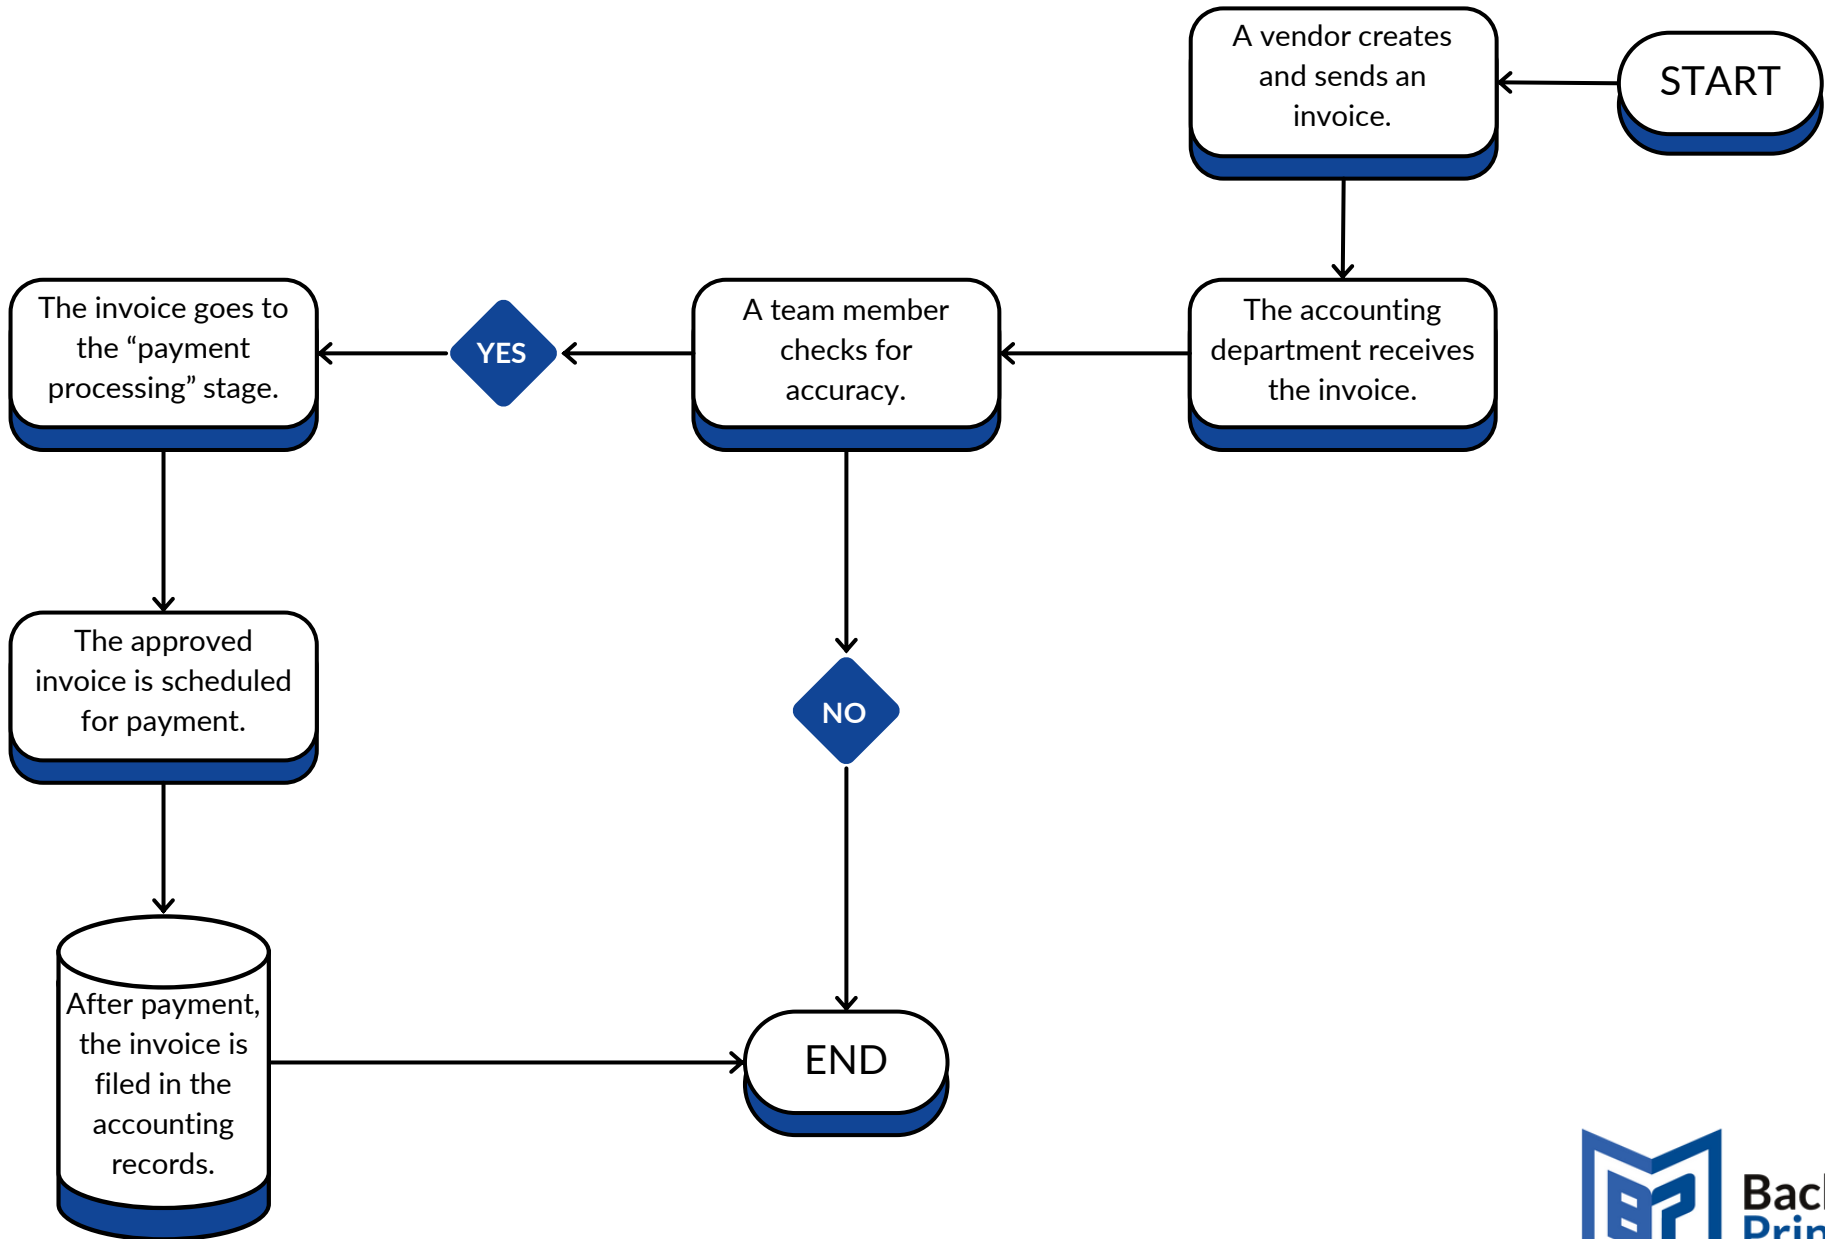 START
A vendor creates
and sends an
invoice.
The accounting
department receives
the invoice.
A team member
checks for
accuracy.
YES
The invoice goes to
the “payment
processing” stage.
The approved
invoice is scheduled
for payment.
After payment,
the invoice is
filed in the
accounting
records.
NO
END
BP